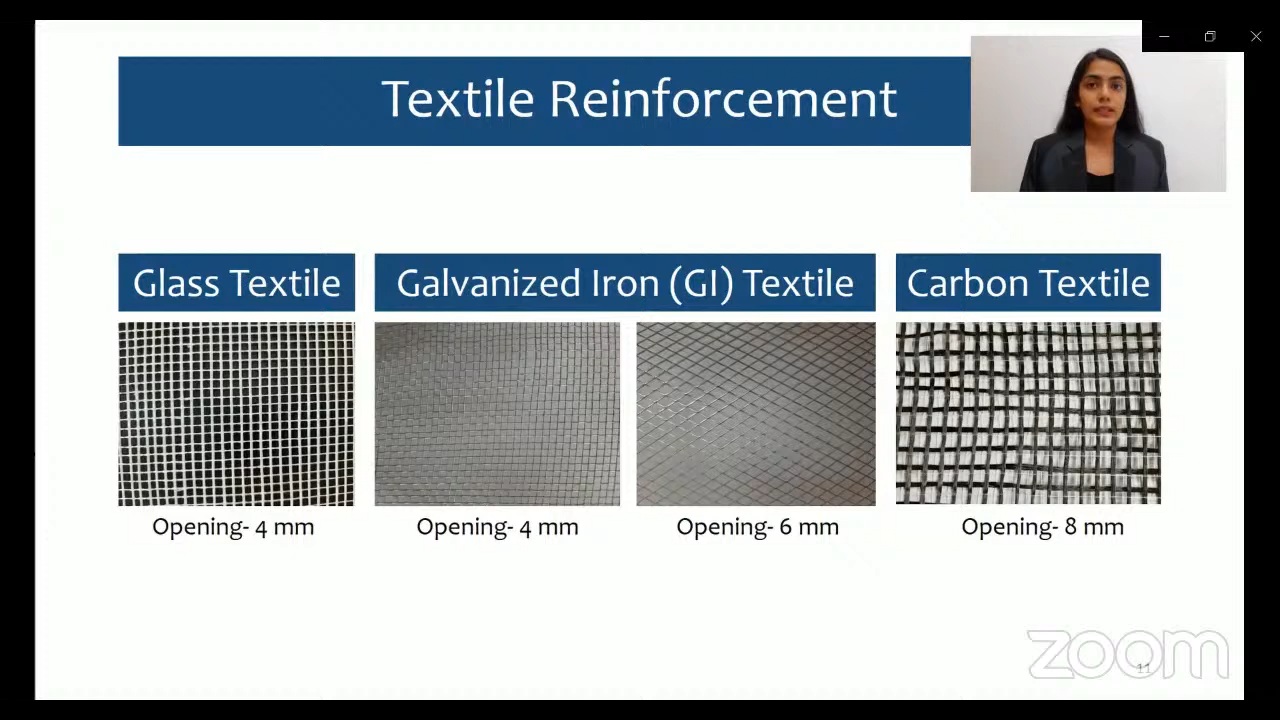 Textile Reinforcement
Glass Textile
Galvanized Iron (GI) Textile
Carbon Textile
Opening- 4 mm
Opening- 4 mm
Opening- 6 mm
Opening- 8 mm
zoom
11